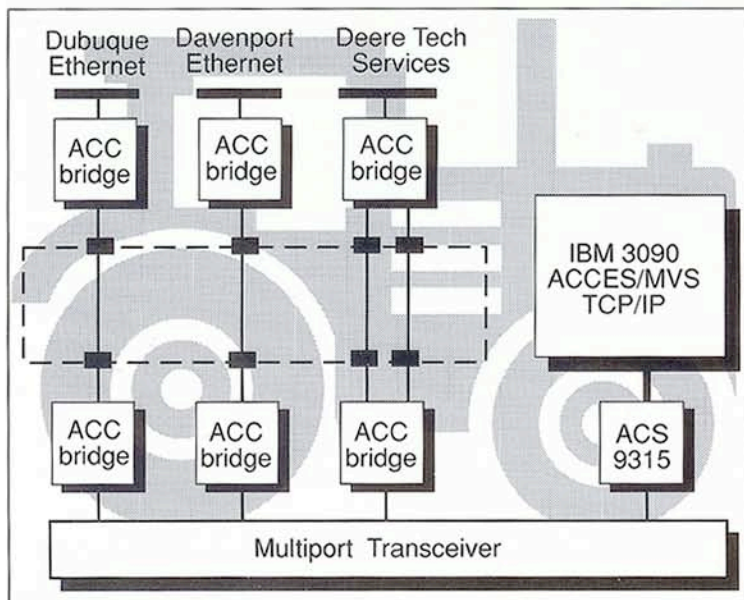 Dubuque
Ethernet
Davenport
Ethernet
Deere Tech
Services
ACC
bridge
ACC
bridge
ACC
bridge
IBM 3090
ACCES/MVS
TCP/IP
ACC
bridge
ACC
bridge
ACC
bridge
ACS
9315
Multiport Transceiver